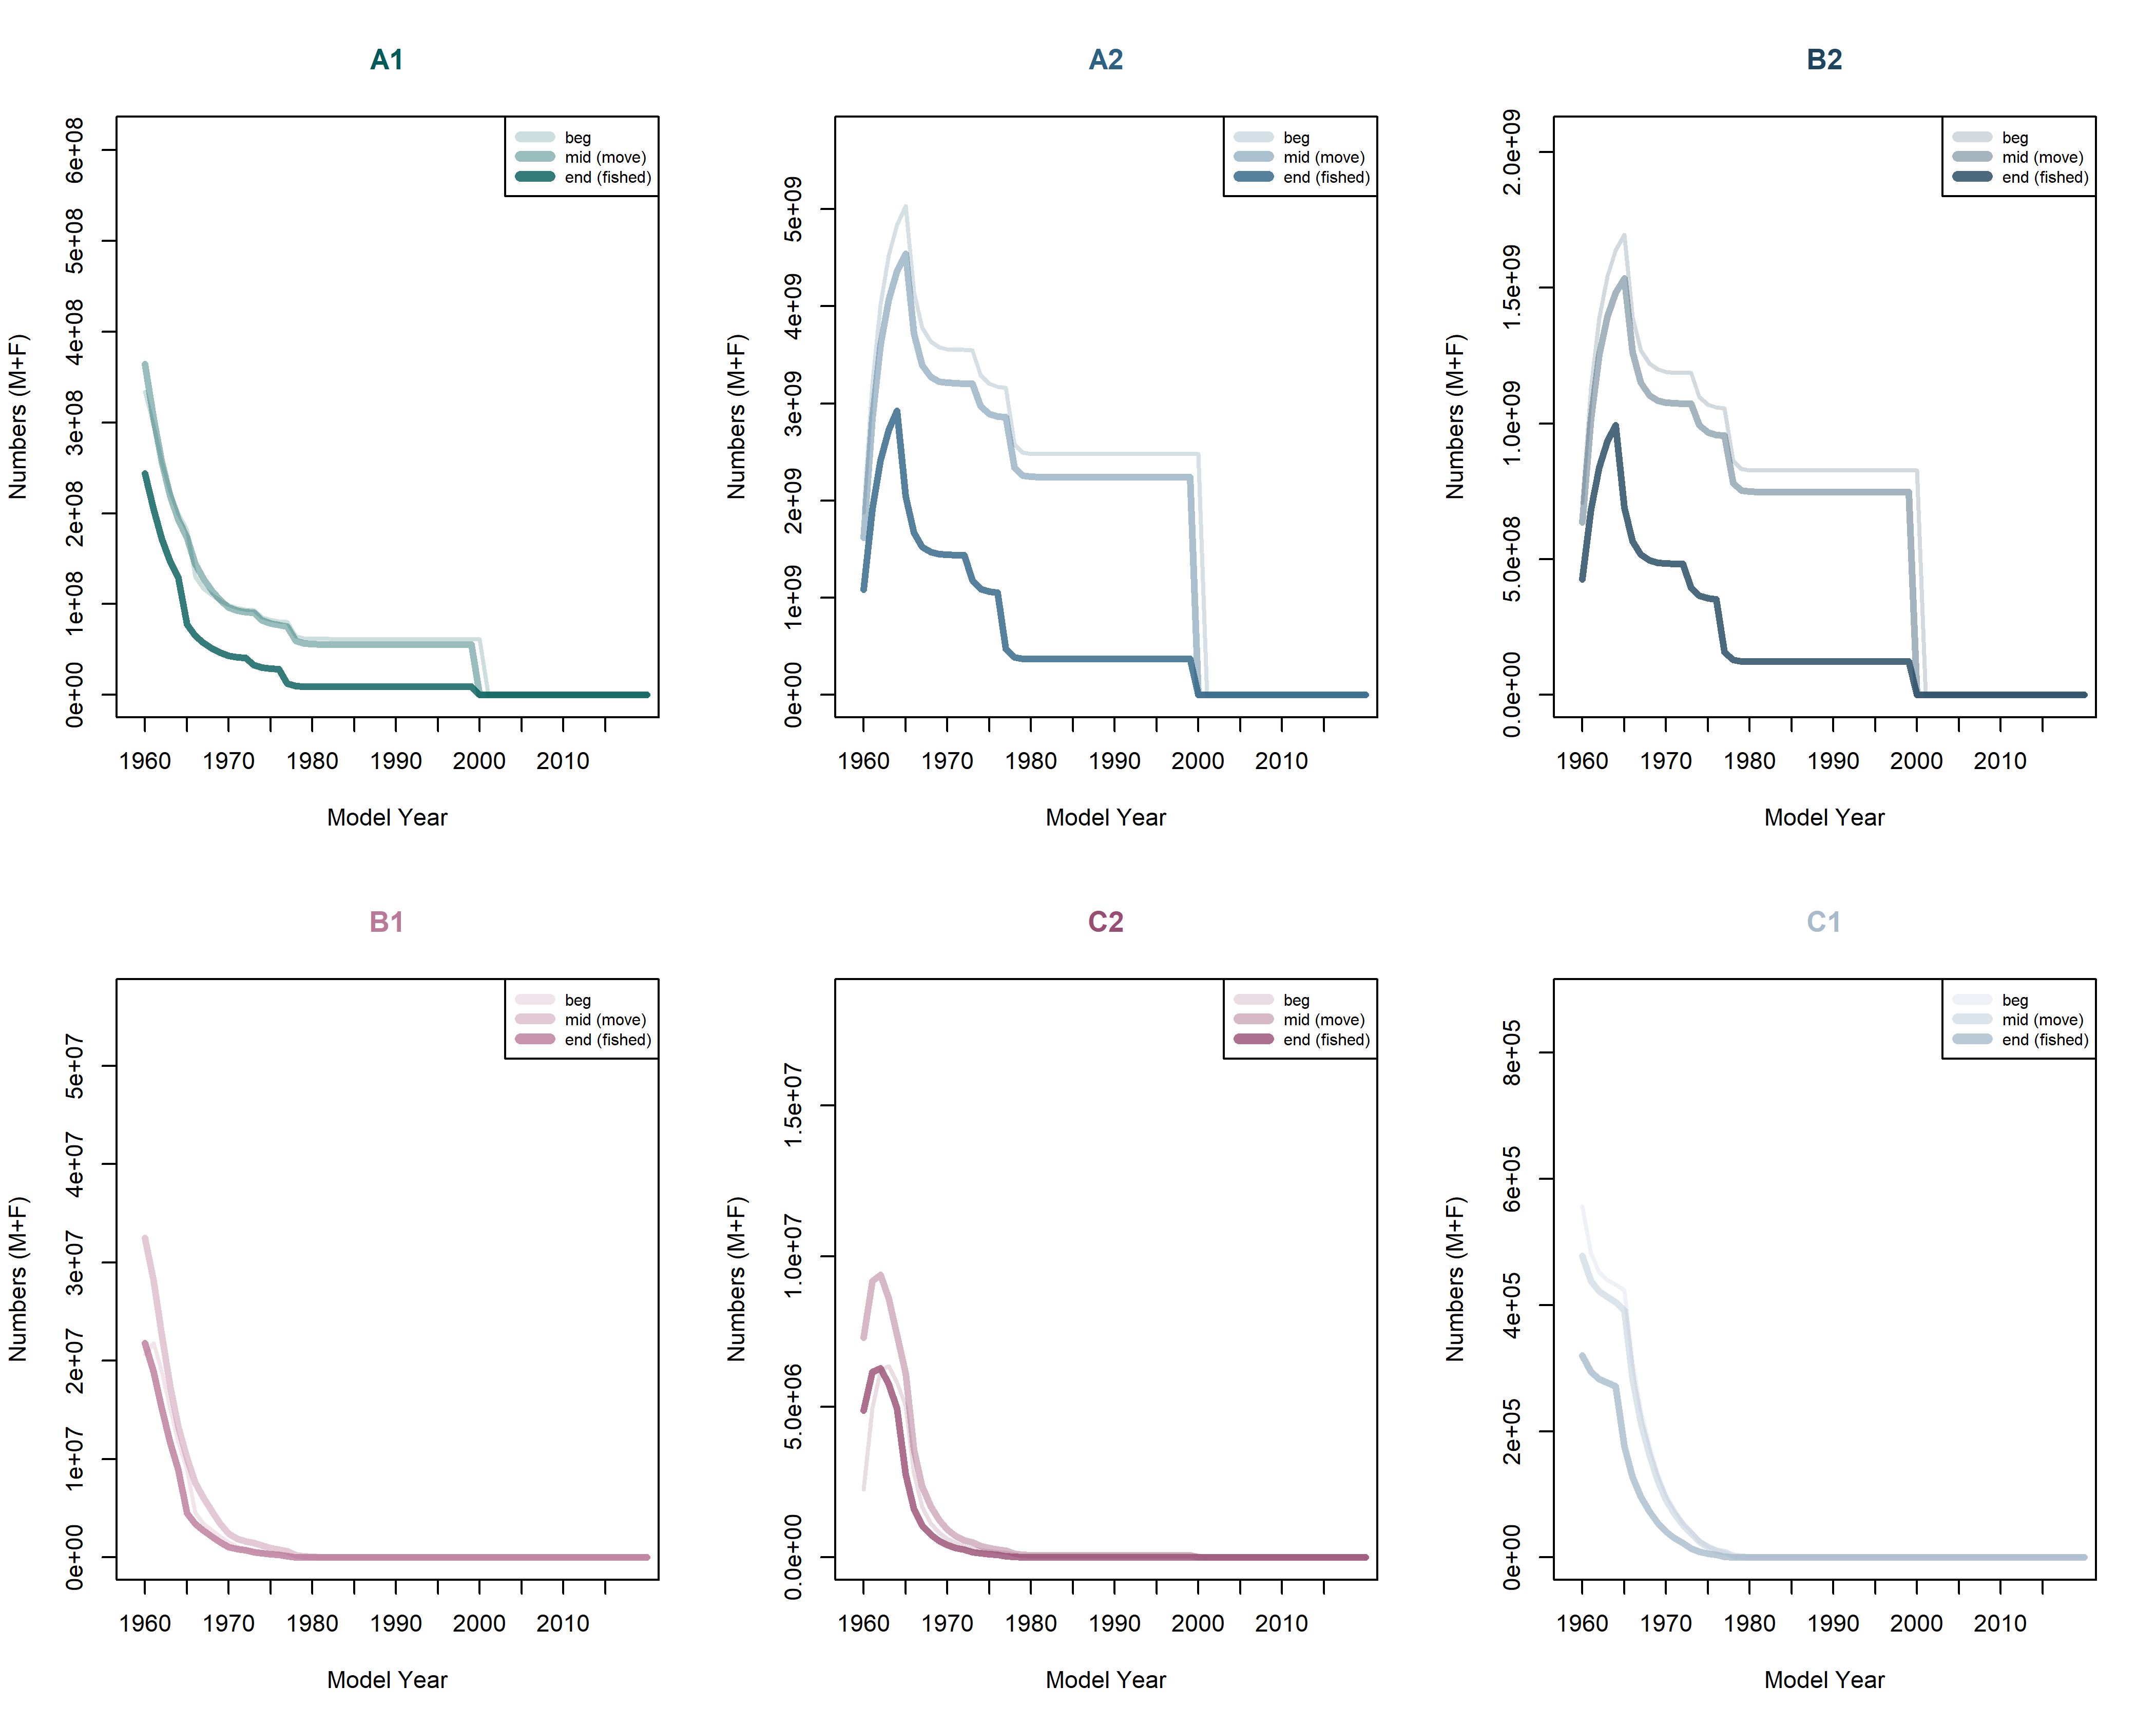 A1
beg
mid (move)
end (fished)
Numbers (M+F)
6e+08
5e+08
4e+08
3e+08
2e+08
1e+08
0e+00
1960 1970 1980 1990 2000 2010
Model Year
A2
beg
mid (move)
end (fished)
Numbers (M+F)
5e+09
4e+09
3e+09
2e+09
1e+09
0e+00
1960 1970 1980 1990 2000 2010
Model Year
B2
beg
mid (move)
end (fished)
Numbers (M+F)
2.0e+09
1.5e+09
1.0e+09
5.0e+08
0.0e+00
1960 1970 1980 1990 2000 2010
Model Year
B1
beg
mid (move)
end (fished)
Numbers (M+F)
5e+07
4e+07
3e+07
2e+07
1e+07
0e+00
1960 1970 1980 1990 2000 2010
Model Year
C2
beg
mid (move)
end (fished)
Numbers (M+F)
1.5e+07
1.0e+07
5.0e+06
0.0e+00
1960 1970 1980 1990 2000 2010
Model Year
C1
beg
mid (move)
end (fished)
Numbers (M+F)
8e+05
6e+05
4e+05
2e+05
0e+00
1960 1970 1980 1990 2000 2010
Model Year